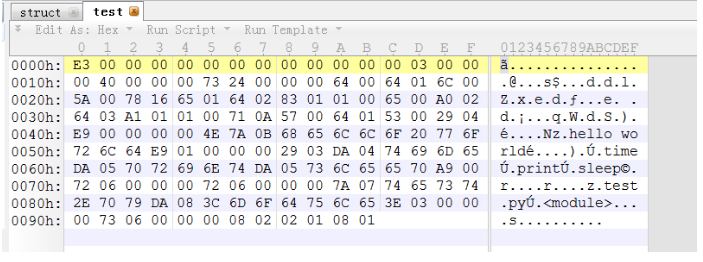 struct test
Edit As: Hex Run Script Run Template
0 1 2 3 4 5 6 7 8 9 A B C D E F 0123456789ABCDEF
0000h: E3 00 00 00 00 00 00 00 00 00 00 00 00 03 00 00 ã...............
0010h: 00 40 00 00 00 73 24 00 00 00 64 00 64 01 6C 00 .@...s$...d.d.l.
0020h: 5A 00 78 16 65 01 64 02 83 01 01 00 65 00 A0 02 Z.x.e.d.ƒ...e. .
0030h: 64 03 A1 01 01 00 71 0A 57 00 64 01 53 00 29 04 d.¡...q.W.d.S.).
0040h: E9 00 00 00 00 4E 7A 0B 68 65 6C 6C 6F 20 77 6F é....Nz.hello wo
0050h: 72 6C 64 E9 01 00 00 00 29 03 DA 04 74 69 6D 65 rldé....).Ú.time
0060h: DA 05 70 72 69 6E 74 DA 05 73 6C 65 65 70 A9 00 Ú.printÚ.sleep©.
0070h: 72 06 00 00 00 72 06 00 00 00 7A 07 74 65 73 74 r....r....z.test
0080h: 2E 70 79 DA 08 3C 6D 6F 64 75 6C 65 3E 03 00 00 .pyÚ.<module>...
0090h: 00 73 06 00 00 00 08 02 02 01 08 01 .s..........